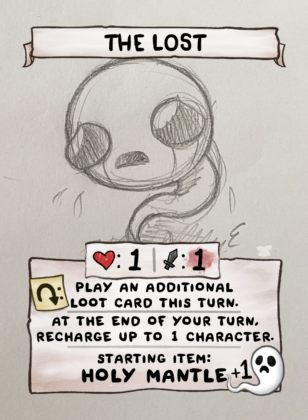 THE LOST
: 1 : 1
: PLAY AN ADDITIONAL
LOOT CARD THIS TURN.
AT THE END OF YOUR TURN,
RECHARGE UP TO 1 CHARACTER.
STARTING ITEM:
HOLY MANTLE +1